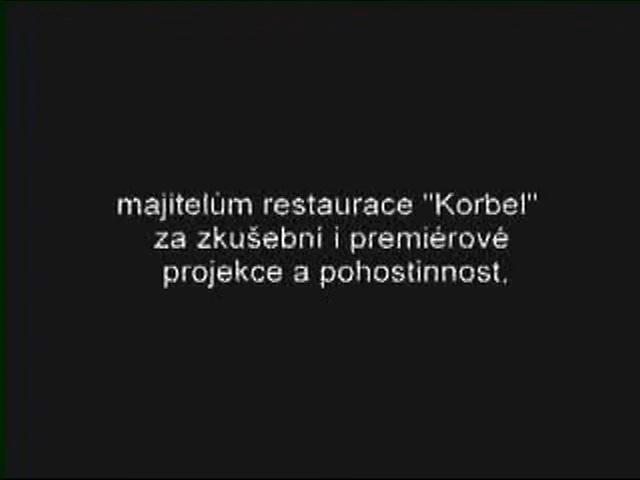 majitelům restaurace "Korbel"
za zkušební i premiérové
projekce a pohostinnost,